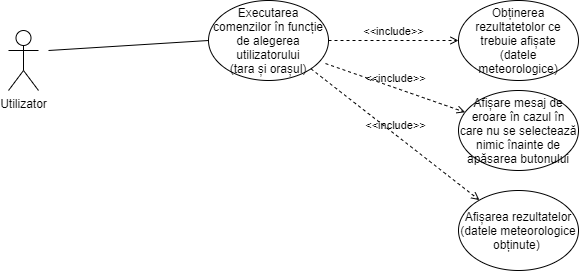 Utilizator
Executarea
comenzilor în funcție
de alegerea
utilizatorului
(țara și orașul)
<<include>>
<<include>>
<<include>>
Obținerea
rezultatetolor ce
trebuie afișate
(datele
meteorologice)
Afișare mesaj de
eroare în cazul în
care nu se selectează
nimic înainte de
apăsarea butonului
Afișarea rezultatelor
(datele meteorologice
obținute)